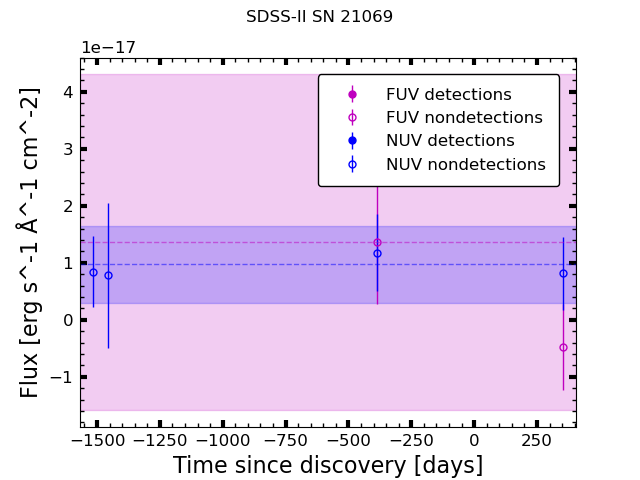 SDSS-II SN 21069
1e−17
FUV detections
FUV nondetections
NUV detections
NUV nondetections
4
3
2
1
0
−1
Flux [erg s^-1 Å^-1 cm^-2]
−1500 −1250 −1000 −750 −500 −250 0 250
Time since discovery [days]